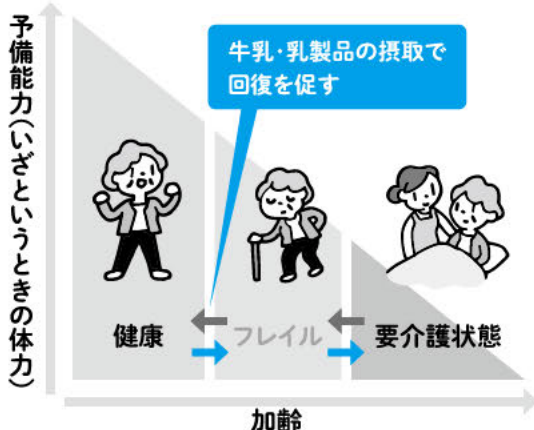 予備能力(いざというときの体力)
牛乳・乳製品の摂取で
回復を促す
健康
フレイル
要介護状態
加齢